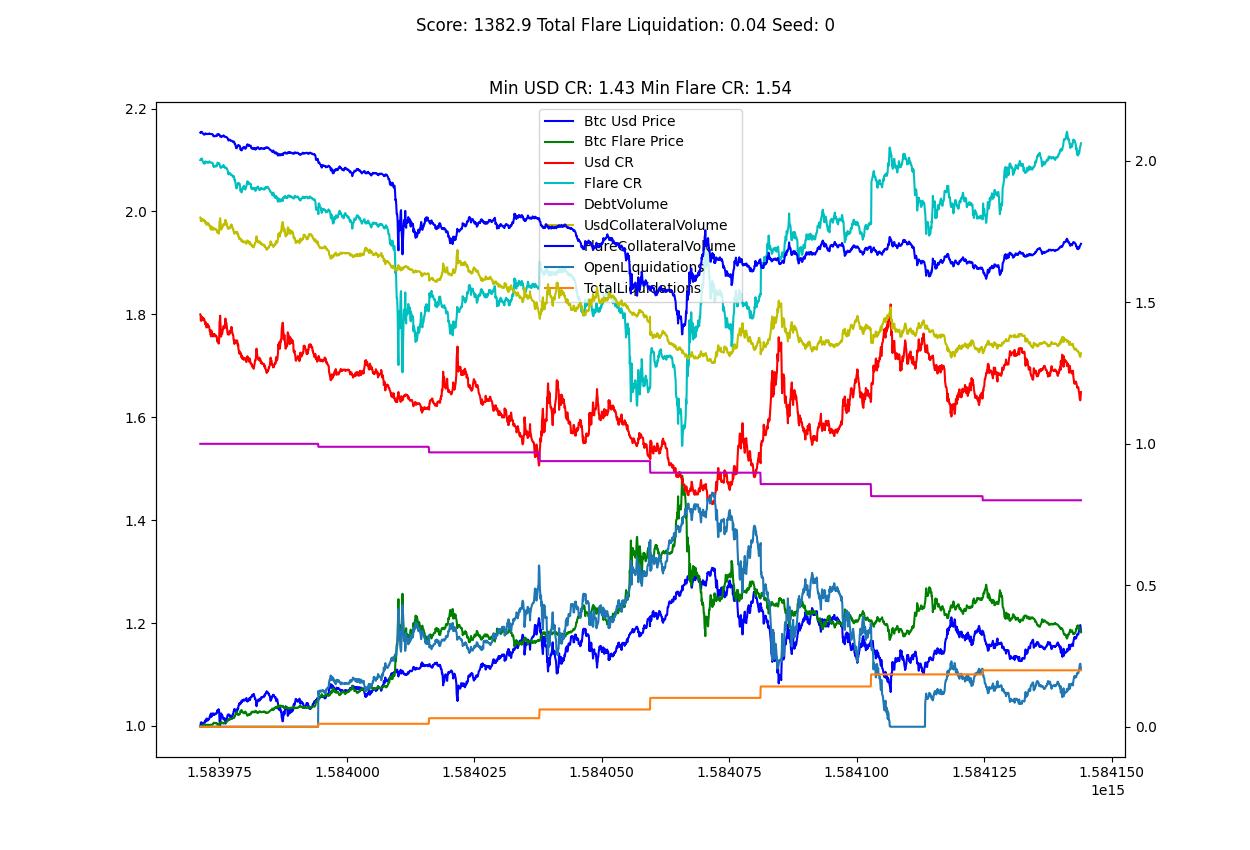 Score: 1382.9 Total Flare Liquidation: 0.04 Seed: 0
Min USD CR: 1.43 Min Flare CR: 1.54
Btc Usd Price
Btc Flare Price
Usd CR
Flare CR
DebtVolume
UsdCollateralVolume
FlareCollateralVolume
OpenLiquidations
TotalLiquidations
2.2
2.0
1.8
1.6
1.4
1.2
1.0
2.0
1.5
1.0
0.5
0.0
1.583975
1.584000
1.584025
1.584050
1.584075
1.584100
1.584125
1.584150
1e15